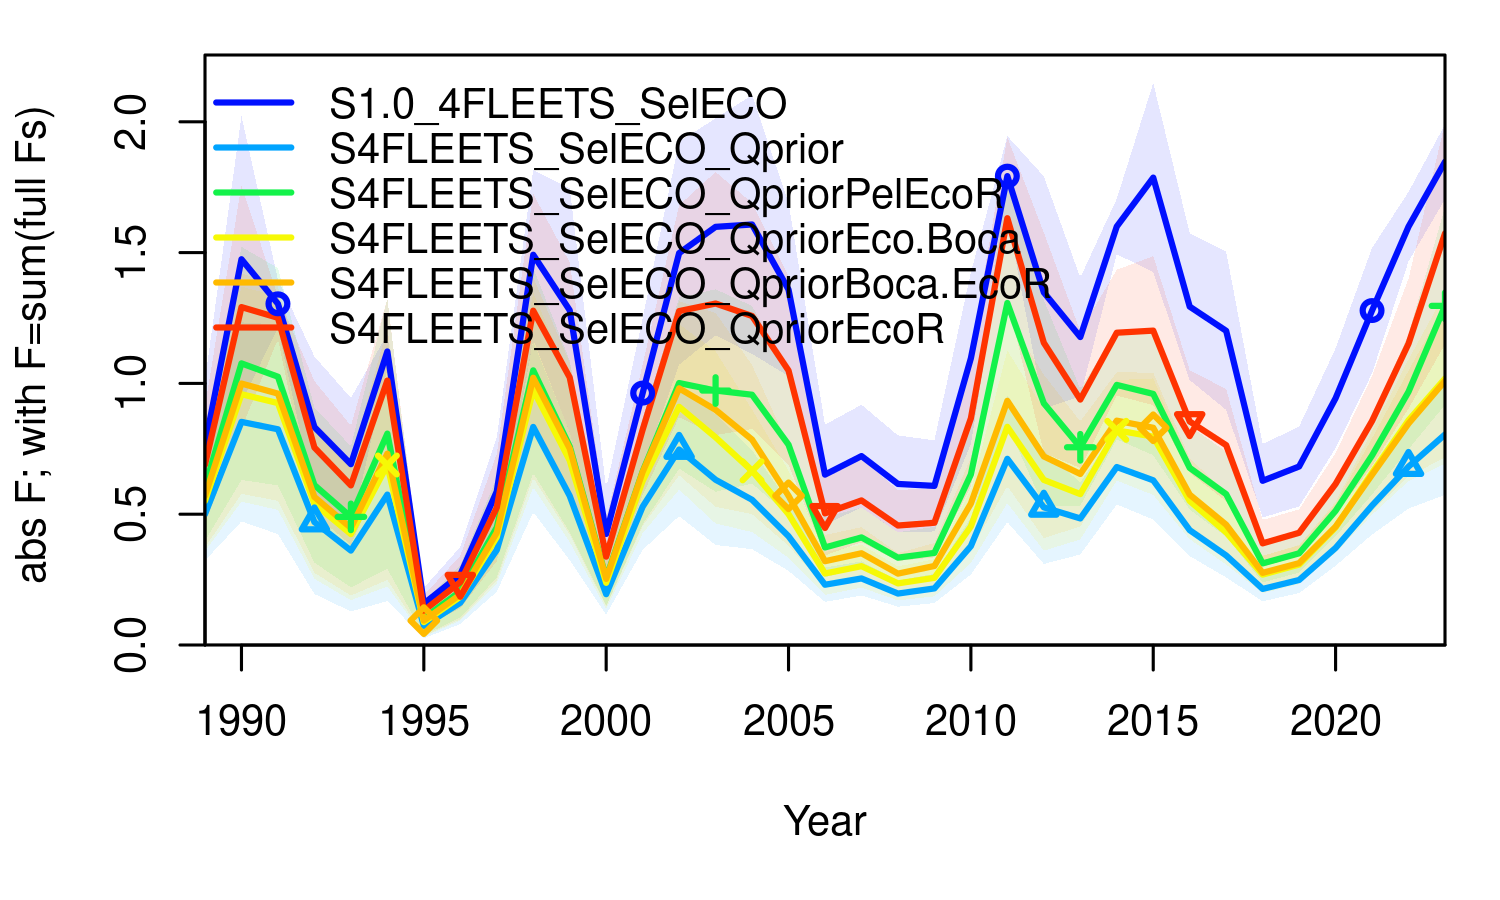 abs F; with F=sum(full Fs)
2.0
1.5
1.0
0.5
0.0
S1.0_4FLEETS_SelECO
S4FLEETS_SelECO_Qprior
S4FLEETS_SelECO_QpriorPelEcoR
S4FLEETS_SelECO_QpriorEco.Boca
S4FLEETS_SelECO_QpriorBoca.EcoR
S4FLEETS_SelECO_QpriorEcoR
1990 1995 2000 2005 2010 2015 2020
Year